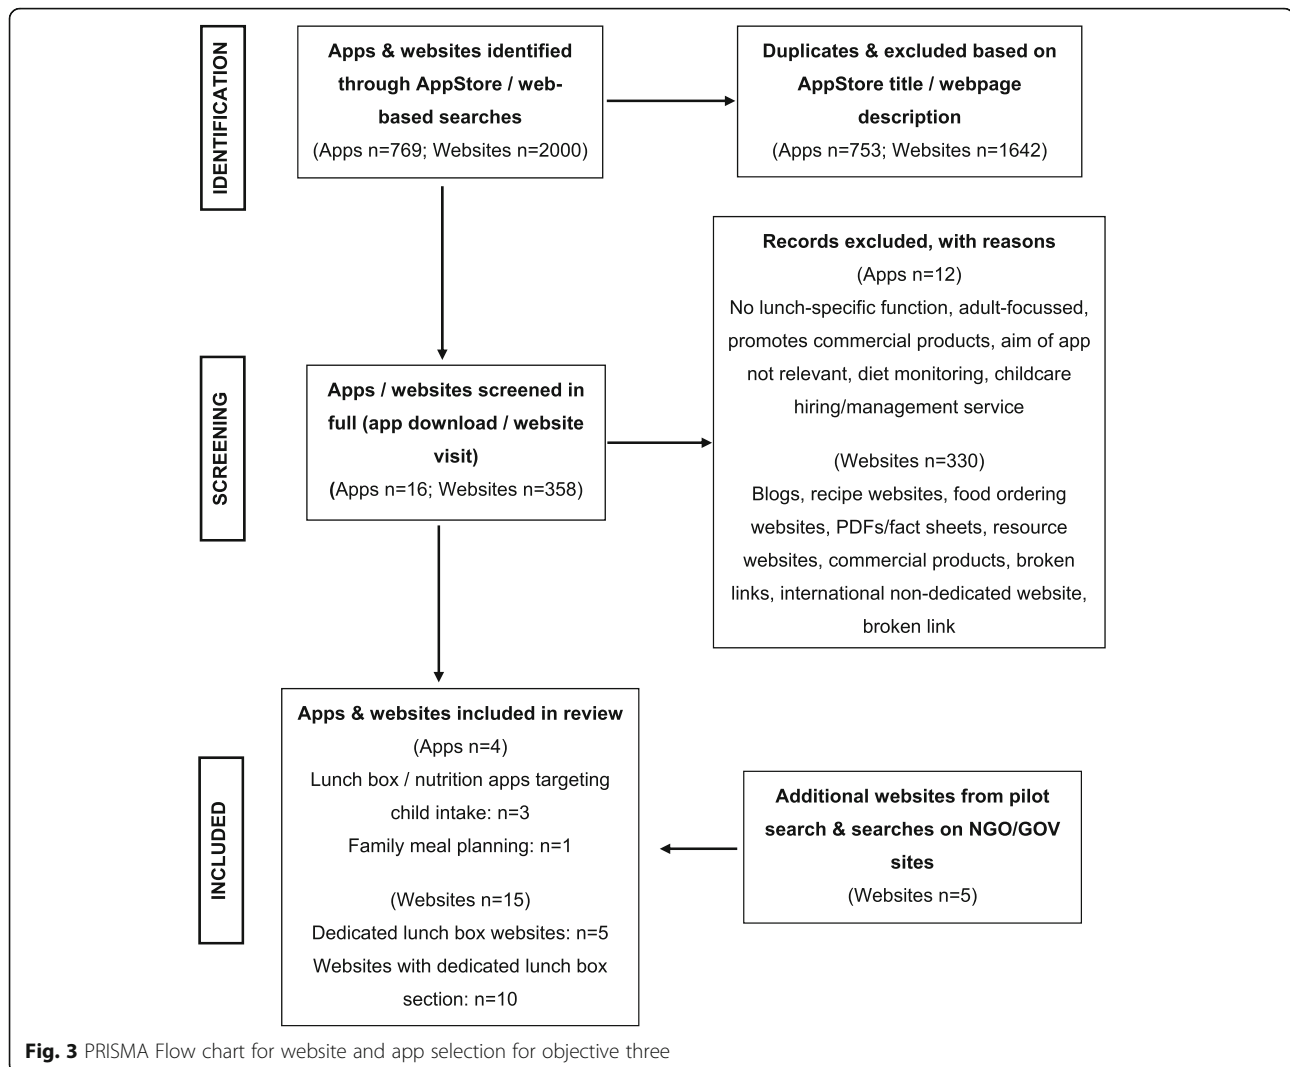 IDENTIFICATION
Apps & websites identified
through AppStore / web-
based searches
(Apps n=769; Websites n=2000)
Duplicates & excluded based on
AppStore title / webpage
description
(Apps n=753; Websites n=1642)
Records excluded, with reasons
(Apps n=12)
No lunch-specific function, adult-focussed,
promotes commercial products, aim of app
not relevant, diet monitoring, childcare
hiring/management service
(Websites n=330)
Blogs, recipe websites, food ordering
websites, PDFs/fact sheets, resource
websites, commercial products, broken
links, international non-dedicated website,
broken link
SCREENING
Apps / websites screened in
full (app download / website
visit)
(Apps n=16; Websites n=358)
INCLUDED
Apps & websites included in review
(Apps n=4)
Lunch box / nutrition apps targeting
child intake: n=3
Family meal planning: n=1
(Websites n=15)
Dedicated lunch box websites: n=5
Websites with dedicated lunch box
section: n=10
Additional websites from pilot
search & searches on NGO/GOV
sites
(Websites n=5)
Fig. 3 PRISMA Flow chart for website and app selection for objective three